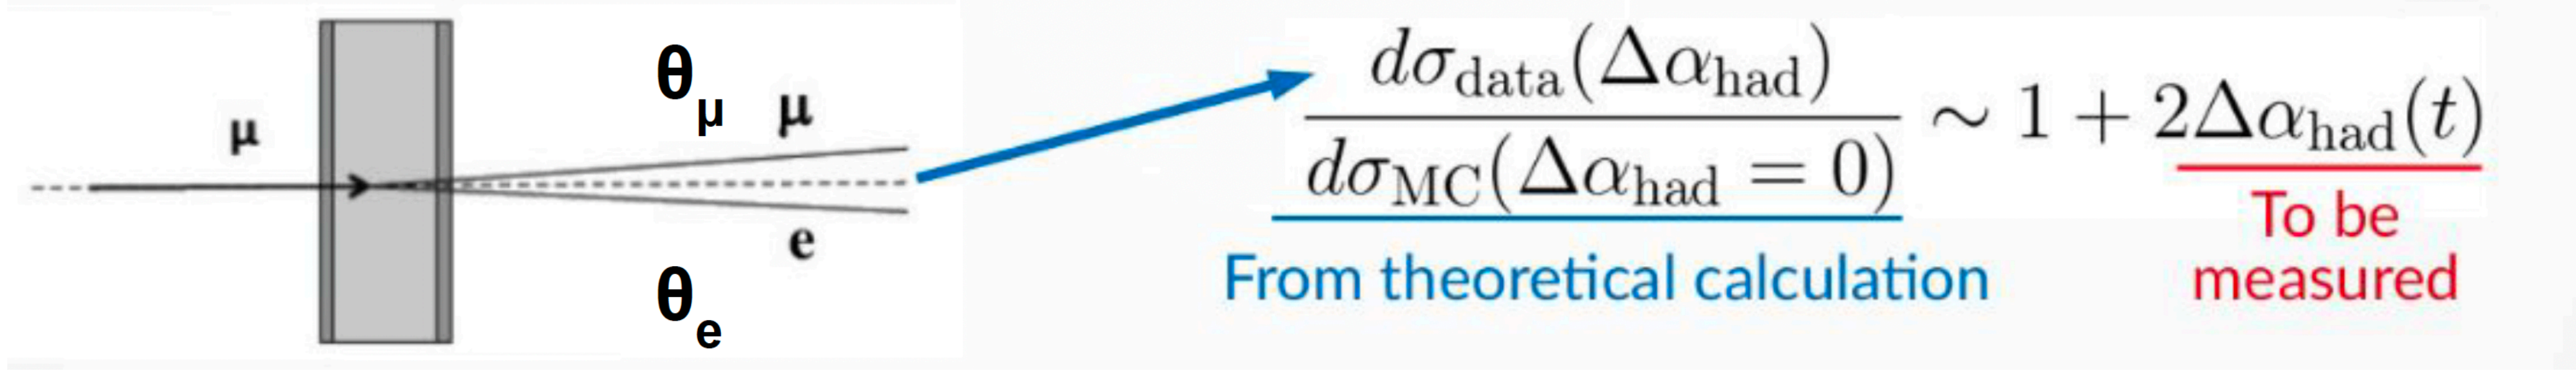 μ
θμ
μ
e
θe
dσdata(Δαhad)
dσMC(Δαhad = 0)
∼ 1 + 2Δαhad(t)
From theoretical calculation
To be
measured